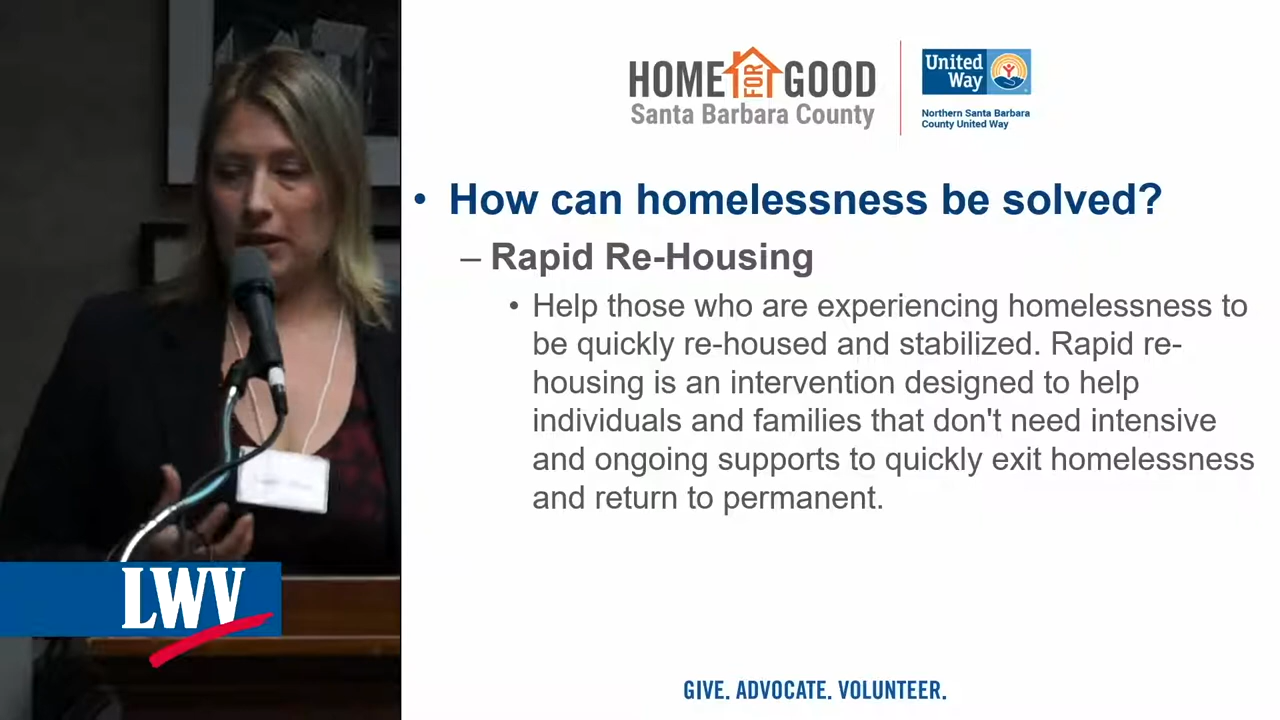 HOME FOR GOOD
Santa Barbara County
United
Way
Northern Santa Barbara
County United Way
• How can homelessness be solved?
– Rapid Re-Housing
• Help those who are experiencing homelessness to
be quickly re-housed and stabilized. Rapid re-
housing is an intervention designed to help
individuals and families that don't need intensive
and ongoing supports to quickly exit homelessness
and return to permanent.
LWV
GIVE. ADVOCATE. VOLUNTEER.